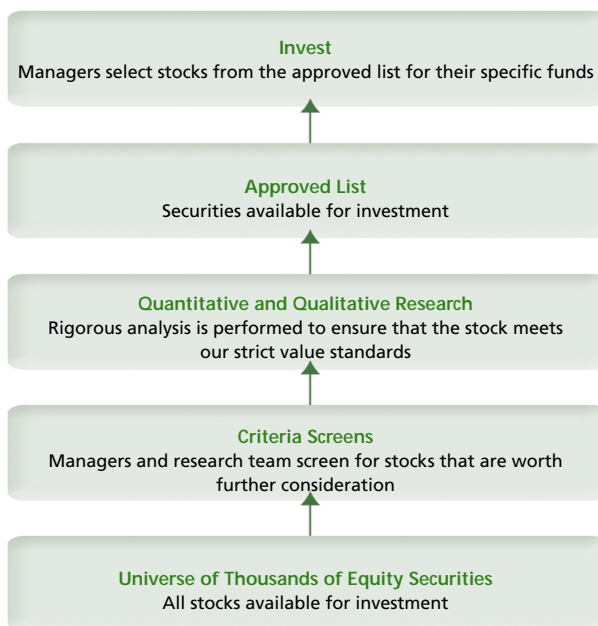 Invest
Managers select stocks from the approved list for their specific funds
Approved List
Securities available for investment
Quantitative and Qualitative Research
Rigorous analysis is performed to ensure that the stock meets
our strict value standards
Criteria Screens
Managers and research team screen for stocks that are worth
further consideration
Universe of Thousands of Equity Securities
All stocks available for investment